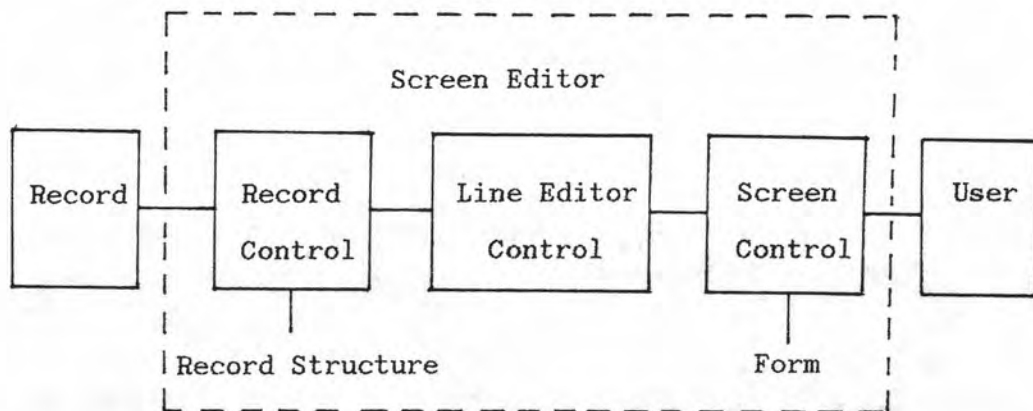 Screen Editor
Record
Record
Control
Line Editor
Control
Screen
Control
User
Record Structure
Form